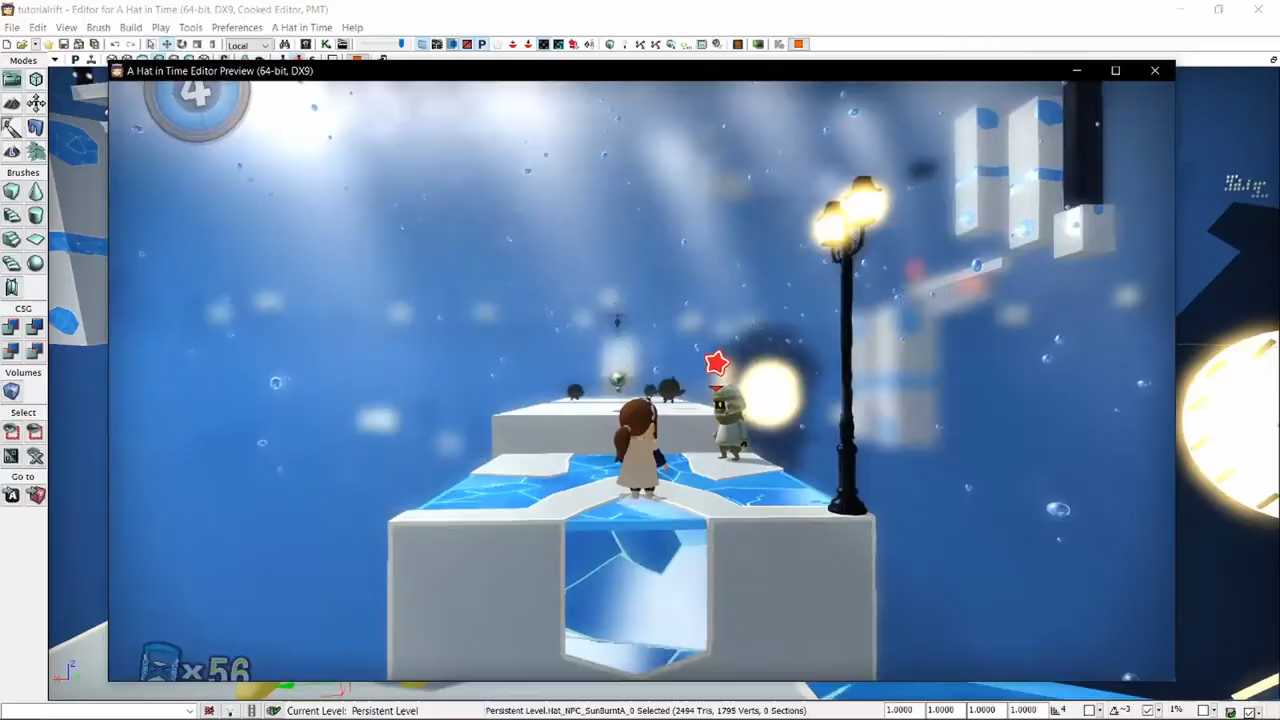 tutorialrift - Editor for A Hat in Time (64-bit, DX9, Cooked Editor, PMT)
File Edit View Brush Build Play Tools Preferences A Hat in Time Help
Local
Modes
A Hat in Time Editor Preview (64-bit, DX9)
4
Brushes
CSG
Volumes
Select
Go to
x56
Current Level: Persistent Level
Persistent Level.Hat_NPC_SunBurntA_0 Selected (2494 Tris, 1795 Verts, 0 Sections)
1.0000 1.0000 1.0000 1.0000 4 3 1%